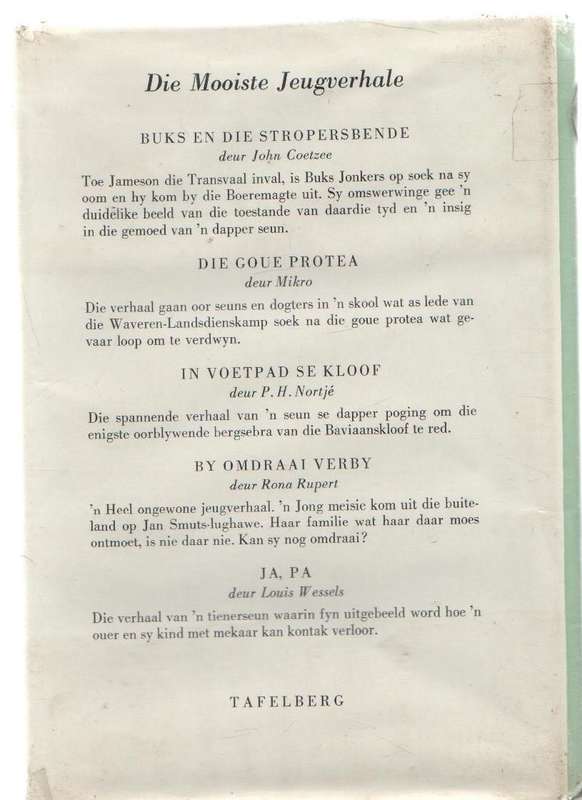 Die Mooiste Jeugverhale
BUKS EN DIE STROPERSBENDE
deur John Coetzee
Toe Jameson die Transvaal inval, is Buks Jonkers op soek na sy
oom en hy kom by die Boeremagte uit. Sy omswerwinge gee 'n
duidelike beeld van die toestande van daardie tyd en 'n insig
in die gemoed van 'n dapper seun.
DIE GOUE PROTEA
deur Mikro
Die verhaal gaan oor seuns en dogters in 'n skool wat as lede van
die Waveren-Landsdienskamp soek na die goue protea wat ge-
vaar loop om te verdwyn.
IN VOETPAD SE KLOOF
deur P. H. Nortjé
Die spannende verhaal van 'n seun se dapper poging om die
enigste oorblywende bergsebra van die Baviaanskloof te red.
BY OMDRAAI VERBY
deur Rona Rupert
'n Heel ongewone jeugverhaal. 'n Jong meisie kom uit die buite-
land op Jan Smuts-lughawe. Haar familie wat haar daar moes
ontmoet, is nie daar nie. Kan sy nog omdraai?
JA, PA
deur Louis Wessels
Die verhaal van 'n tienerseun waarin fyn uitgebeeld word hoe 'n
ouer en sy kind met mekaar kan kontak verloor.
TAFELBERG